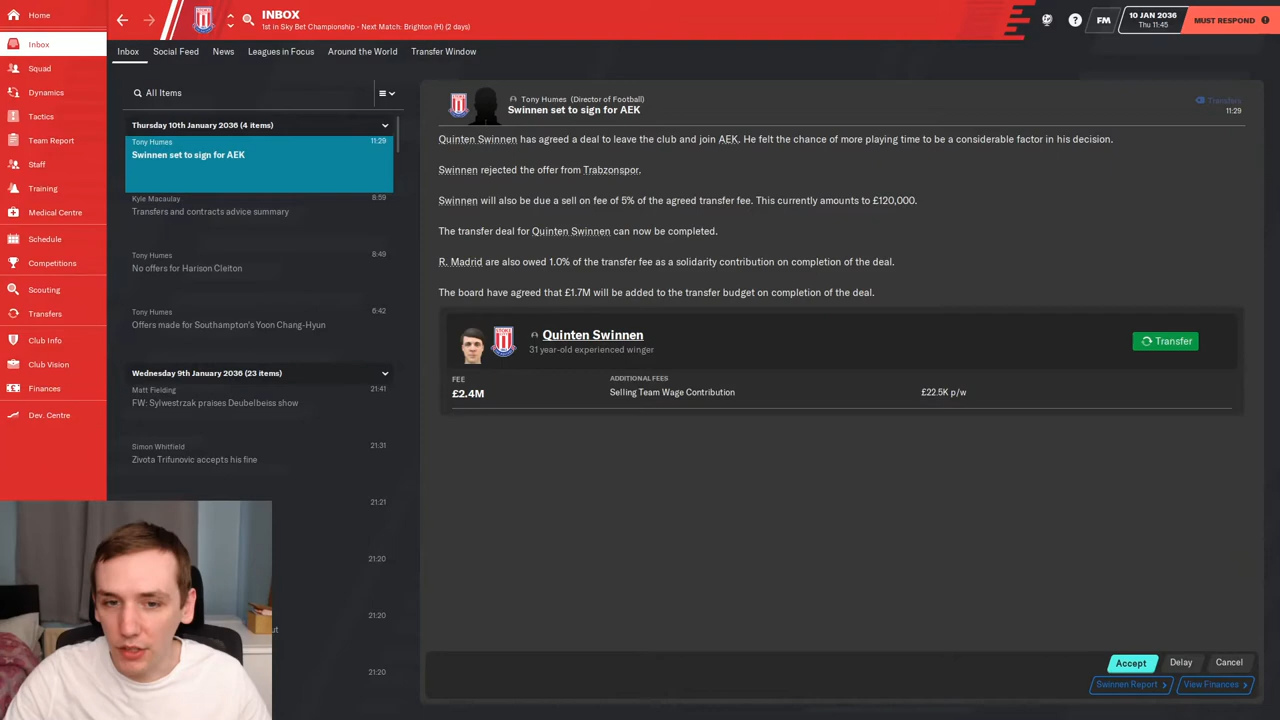 Home
Inbox
Squad
Dynamics
Tactics
Team Report
Staff
Training
Medical Centre
Schedule
Competitions
Scouting
Transfers
Club Info
Club Vision
Finances
Dev. Centre
INBOX
1st in Sky Bet Championship - Next Match: Brighton (H) (2 days)
FM
10 JAN 2036
Thu 11:45
MUST RESPOND
Inbox
Social Feed
News
Leagues in Focus
Around the World
Transfer Window
All Items
Thursday 10th January 2036 (4 items)
Tony Humes
11:29
Swinnen set to sign for AEK
Kyle Macaulay
8:59
Transfers and contracts advice summary
Tony Humes
8:49
No offers for Harison Cleiton
Tony Humes
6:42
Offers made for Southampton's Yoon Chang-Hyun
Wednesday 9th January 2036 (23 items)
Matt Fielding
21:41
FW: Sylwestrzak praises Deubelbeiss show
Simon Whitfield
21:31
Zivota Trifunovic accepts his fine
21:21
21:20
21:20
ut
21:20
Tony Humes (Director of Football)
Swinnen set to sign for AEK
Transfers
11:29
Quinten Swinnen has agreed a deal to leave the club and join AEK. He felt the chance of more playing time to be a considerable factor in his decision.
Swinnen rejected the offer from Trabzonspor.
Swinnen will also be due a sell on fee of 5% of the agreed transfer fee. This currently amounts to £120,000.
The transfer deal for Quinten Swinnen can now be completed.
R. Madrid are also owed 1.0% of the transfer fee as a solidarity contribution on completion of the deal.
The board have agreed that £1.7M will be added to the transfer budget on completion of the deal.
Quinten Swinnen
31 year-old experienced winger
Transfer
FEE
£2.4M
ADDITIONAL FEES
Selling Team Wage Contribution
£22.5K p/w
Accept
Delay
Cancel
Swinnen Report
View Finances